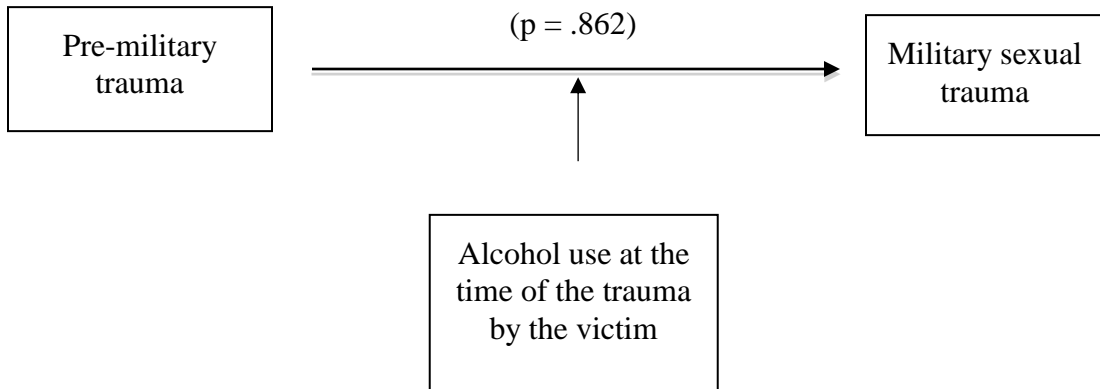 Pre-military
trauma
(p = .862)
Military sexual
trauma
Alcohol use at the
time of the trauma
by the victim